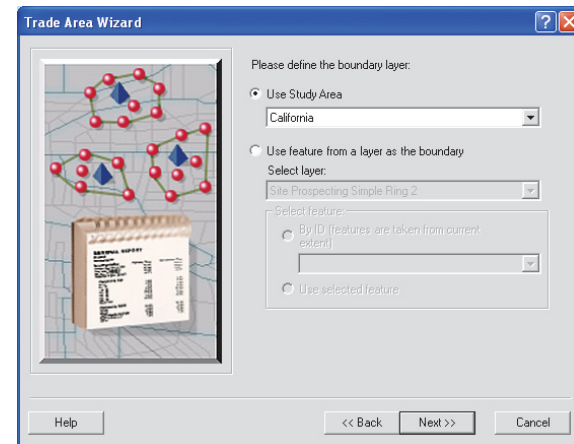 Trade Area Wizard
Please define the boundary layer:
Use Study Area
California
Use feature from a layer as the boundary
Select layer:
Site Prospecting Simple Ring 2
Select feature:
By ID (features are taken from current
extent)
Use selected feature
GENERAL REPORT
Help
<< Back
Next >>
Cancel